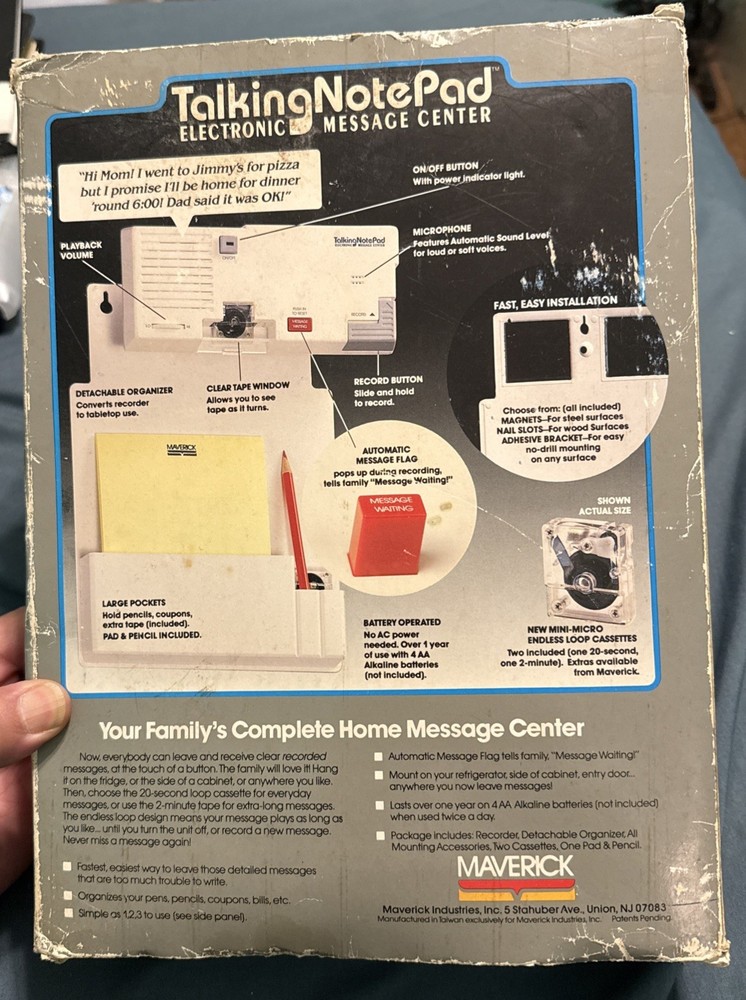 TalkingNotePad™
ELECTRONIC MESSAGE CENTER
"Hi Mom! I went to Jimmy's for pizza
but I promise I'll be home for dinner
'round 6:00! Dad said it was OK!"
ON/OFF BUTTON
With power indicator light.
PLAYBACK
VOLUME
TalkingNotePad
ELECTRONIC MESSAGE CENTER
MICROPHONE
Features Automatic Sound Level
for loud or soft voices.
ON/OFF
PUSH IN
TO RESET
MESSAGE
WAITING
RECORD
FAST, EASY INSTALLATION
DETACHABLE ORGANIZER
Converts recorder
to tabletop use.
CLEAR TAPE WINDOW
Allows you to see
tape as it turns.
RECORD BUTTON
Slide and hold
to record.
Choose from: (all included)
MAGNETS—For steel surfaces
NAIL SLOTS—For wood Surfaces
ADHESIVE BRACKET—For easy
no-drill mounting
on any surface
MAVERICK
AUTOMATIC
MESSAGE FLAG
pops up during recording,
tells family "Message Waiting!"
MESSAGE
WAITING
SHOWN
ACTUAL SIZE
LARGE POCKETS
Hold pencils, coupons,
extra tape (included).
PAD & PENCIL INCLUDED.
BATTERY OPERATED
No AC power
needed. Over 1 year
of use with 4 AA
Alkaline batteries
(not included).
NEW MINI-MICRO
ENDLESS LOOP CASSETTES
Two included (one 20-second,
one 2-minute). Extras available
from Maverick.
Your Family's Complete Home Message Center
Now, everybody can leave and receive clear recorded
messages, at the touch of a button. The family will love it! Hang
it on the fridge, or the side of a cabinet, or anywhere you like.
Then, choose the 20-second loop cassette for everyday
messages, or use the 2-minute tape for extra-long messages.
The endless loop design means your message plays as long as
you like... until you turn the unit off, or record a new message.
Never miss a message again!
Fastest, easiest way to leave those detailed messages
that are too much trouble to write.
Organizes your pens, pencils, coupons, bills, etc.
Simple as 1,2,3 to use (see side panel).
Automatic Message Flag tells family, "Message Waiting!"
Mount on your refrigerator, side of cabinet, entry door...
anywhere you now leave messages!
Lasts over one year on 4 AA Alkaline batteries (not included)
when used twice a day.
Package includes: Recorder, Detachable Organizer, All
Mounting Accessories, Two Cassettes, One Pad & Pencil.
MAVERICK
Maverick Industries, Inc. 5 Stahuber Ave., Union, NJ 07083
Manufactured in Taiwan exclusively for Maverick Industries, Inc. Patents Pending.